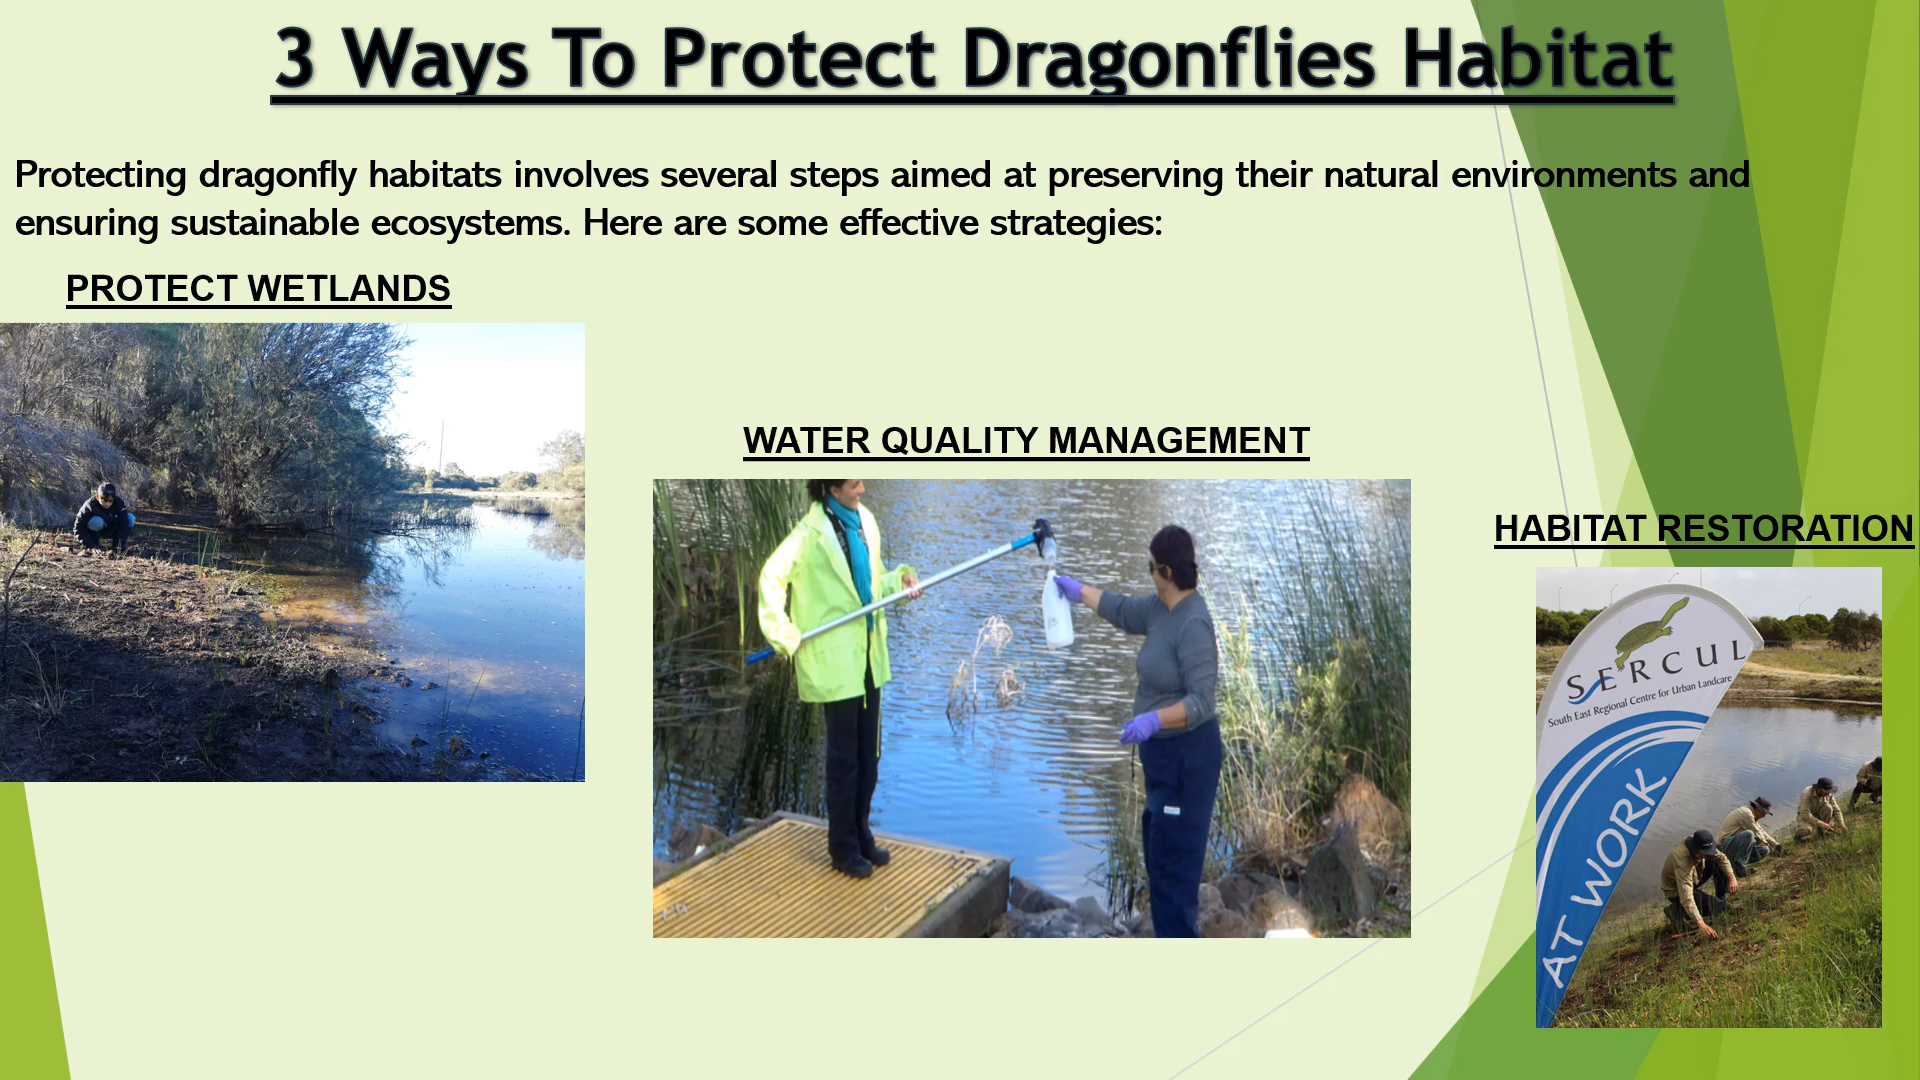 3 Ways To Protect Dragonflies Habitat
Protecting dragonfly habitats involves several steps aimed at preserving their natural environments and
ensuring sustainable ecosystems. Here are some effective strategies:
PROTECT WETLANDS
WATER QUALITY MANAGEMENT
HABITAT RESTORATION
SERCUL
South East Regional Centre for Urban Landcare
AT WORK